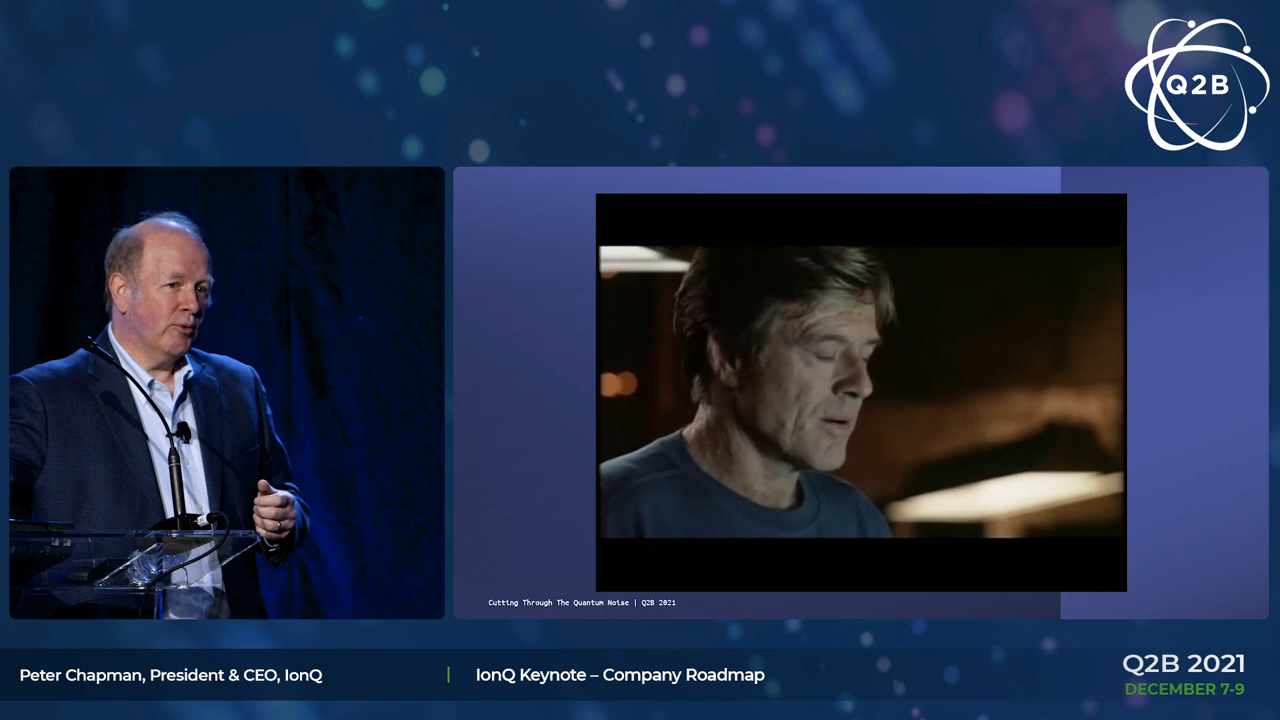 Q2B
Cutting Through The Quantum Noise | Q2B 2021
Peter Chapman, President & CEO, IonQ | IonQ Keynote – Company Roadmap
Q2B 2021
DECEMBER 7-9